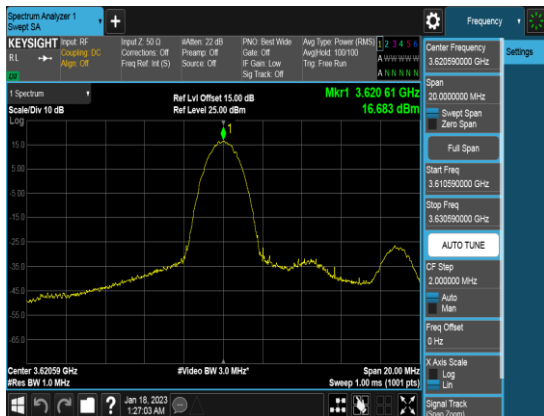 Spectrum Analyzer 1
Swept SA
+
Frequency
KEYSIGHT
RL
Input: RF
Coupling: DC
Align: Off
Input Z: 50 Ω
Corrections: Off
Freq Ref: Int (S)
#Atten: 22 dB
Preamp: Off
Source: Off
PNO: Best Wide
Gate: Off
IF Gain: Low
Sig Track: Off
Avg Type: Power (RMS)
Avg|Hold: 100/100
Trig: Free Run
1 2 3 4 5 6
A W W W W W
A N N N N N
1 Spectrum
Scale/Div 10 dB
Ref Lvl Offset 15.00 dB
Ref Level 25.00 dBm
Mkr1 3.620 61 GHz
16.683 dBm
Log
1
15.0
5.00
-5.00
-15.0
-25.0
-35.0
-45.0
-55.0
-65.0
Center 3.62059 GHz
#Res BW 1.0 MHz
#Video BW 3.0 MHz*
Span 20.00 MHz
Sweep 1.00 ms (1001 pts)
Center Frequency
3.620590000 GHz
Span
20.0000000 MHz
Swept Span
Zero Span
Full Span
Start Freq
3.610590000 GHz
Stop Freq
3.630590000 GHz
AUTO TUNE
CF Step
2.000000 MHz
Auto
Man
Freq Offset
0 Hz
X Axis Scale
Log
Lin
Signal Track
(Span Zoom)
Settings
?
Jan 18, 2023
1:27:03 AM